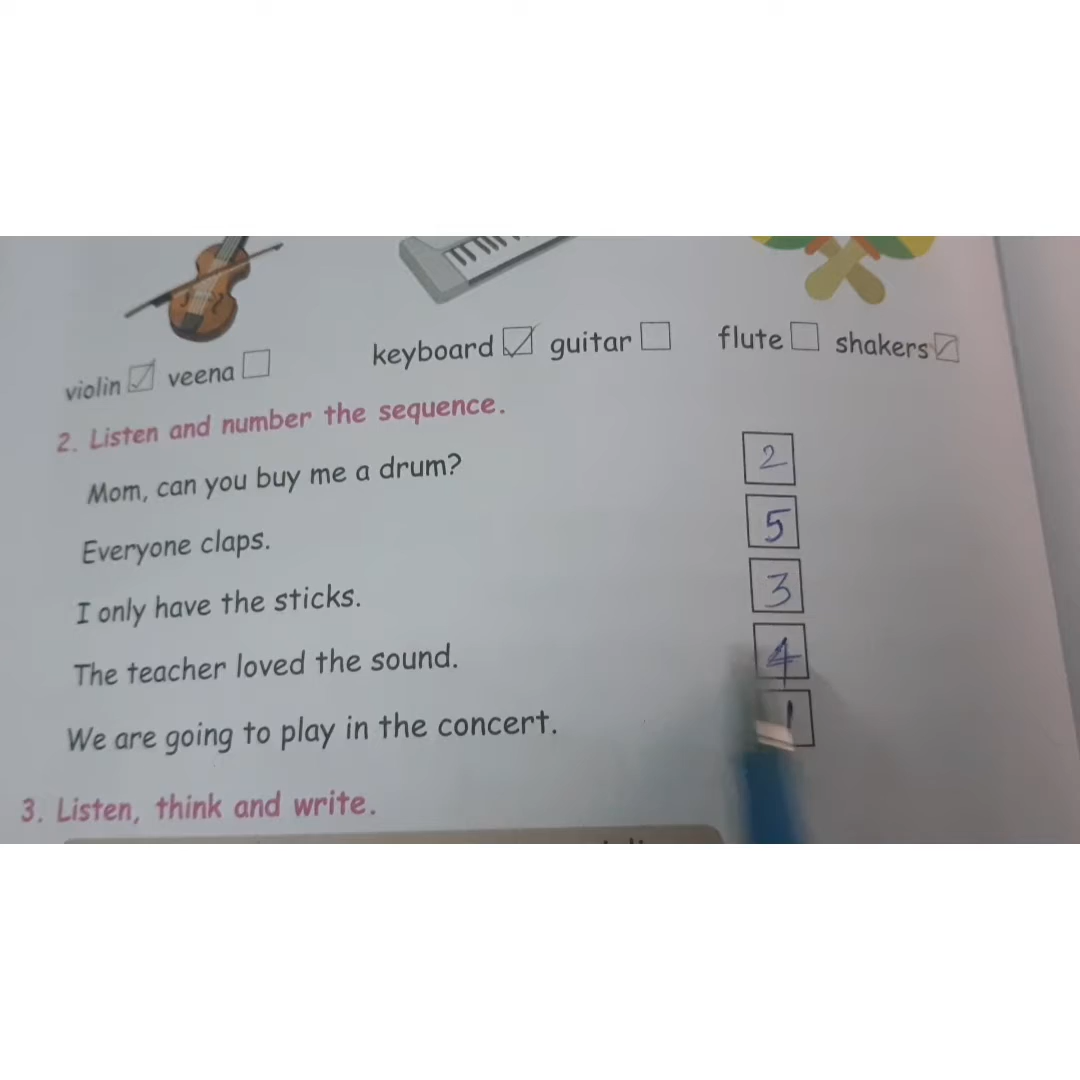 violin veena keyboard guitar flute shakers
2. Listen and number the sequence.
Mom, can you buy me a drum? 2
Everyone claps. 5
I only have the sticks. 3
The teacher loved the sound. 4
We are going to play in the concert. 1
3. Listen, think and write.